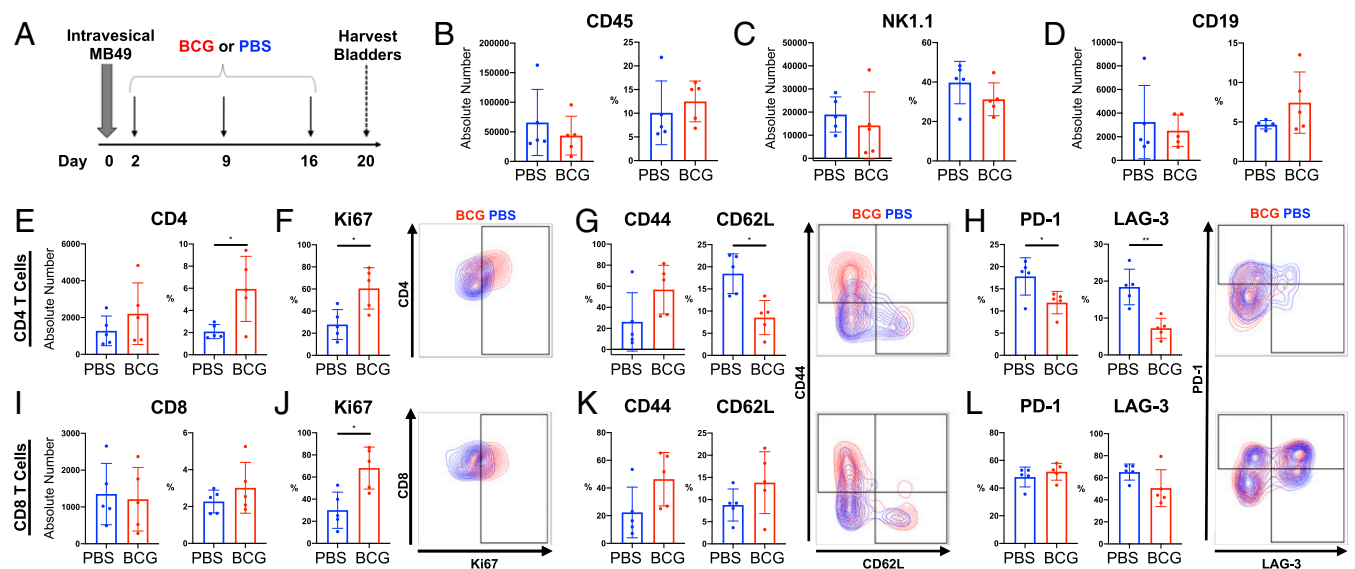 A
Intravesical
MB49
BCG or PBS
Harvest
Bladders
Day 0 2 9 16 20
B
CD45
Absolute Number
200000
150000
100000
50000
0
PBS BCG
%
25
20
15
10
5
0
PBS BCG
C
NK1.1
Absolute Number
50000
40000
30000
20000
10000
0
PBS BCG
%
60
40
20
0
PBS BCG
D
CD19
Absolute Number
10000
8000
6000
4000
2000
0
PBS BCG
%
15
10
5
0
PBS BCG
CD4 T Cells
E
CD4
Absolute Number
6000
4000
2000
0
PBS BCG
%
10
8
6
4
2
0
*
PBS BCG
F
Ki67
%
100
80
60
40
20
0
*
PBS BCG
BCG PBS
CD4
G
CD44
%
100
80
60
40
20
0
PBS BCG
CD62L
%
25
20
15
10
5
0
*
PBS BCG
BCG PBS
CD44
H
PD-1
%
25
20
15
10
5
0
*
PBS BCG
LAG-3
%
30
20
10
0
**
PBS BCG
BCG PBS
PD-1
CD8 T Cells
I
CD8
Absolute Number
3000
2000
1000
0
PBS BCG
%
6
4
2
0
PBS BCG
J
Ki67
%
100
80
60
40
20
0
*
PBS BCG
CD8
Ki67
K
CD44
%
80
60
40
20
0
PBS BCG
CD62L
%
25
20
15
10
5
0
PBS BCG
CD62L
L
PD-1
%
80
60
40
20
0
PBS BCG
LAG-3
%
100
80
60
40
20
0
PBS BCG
LAG-3